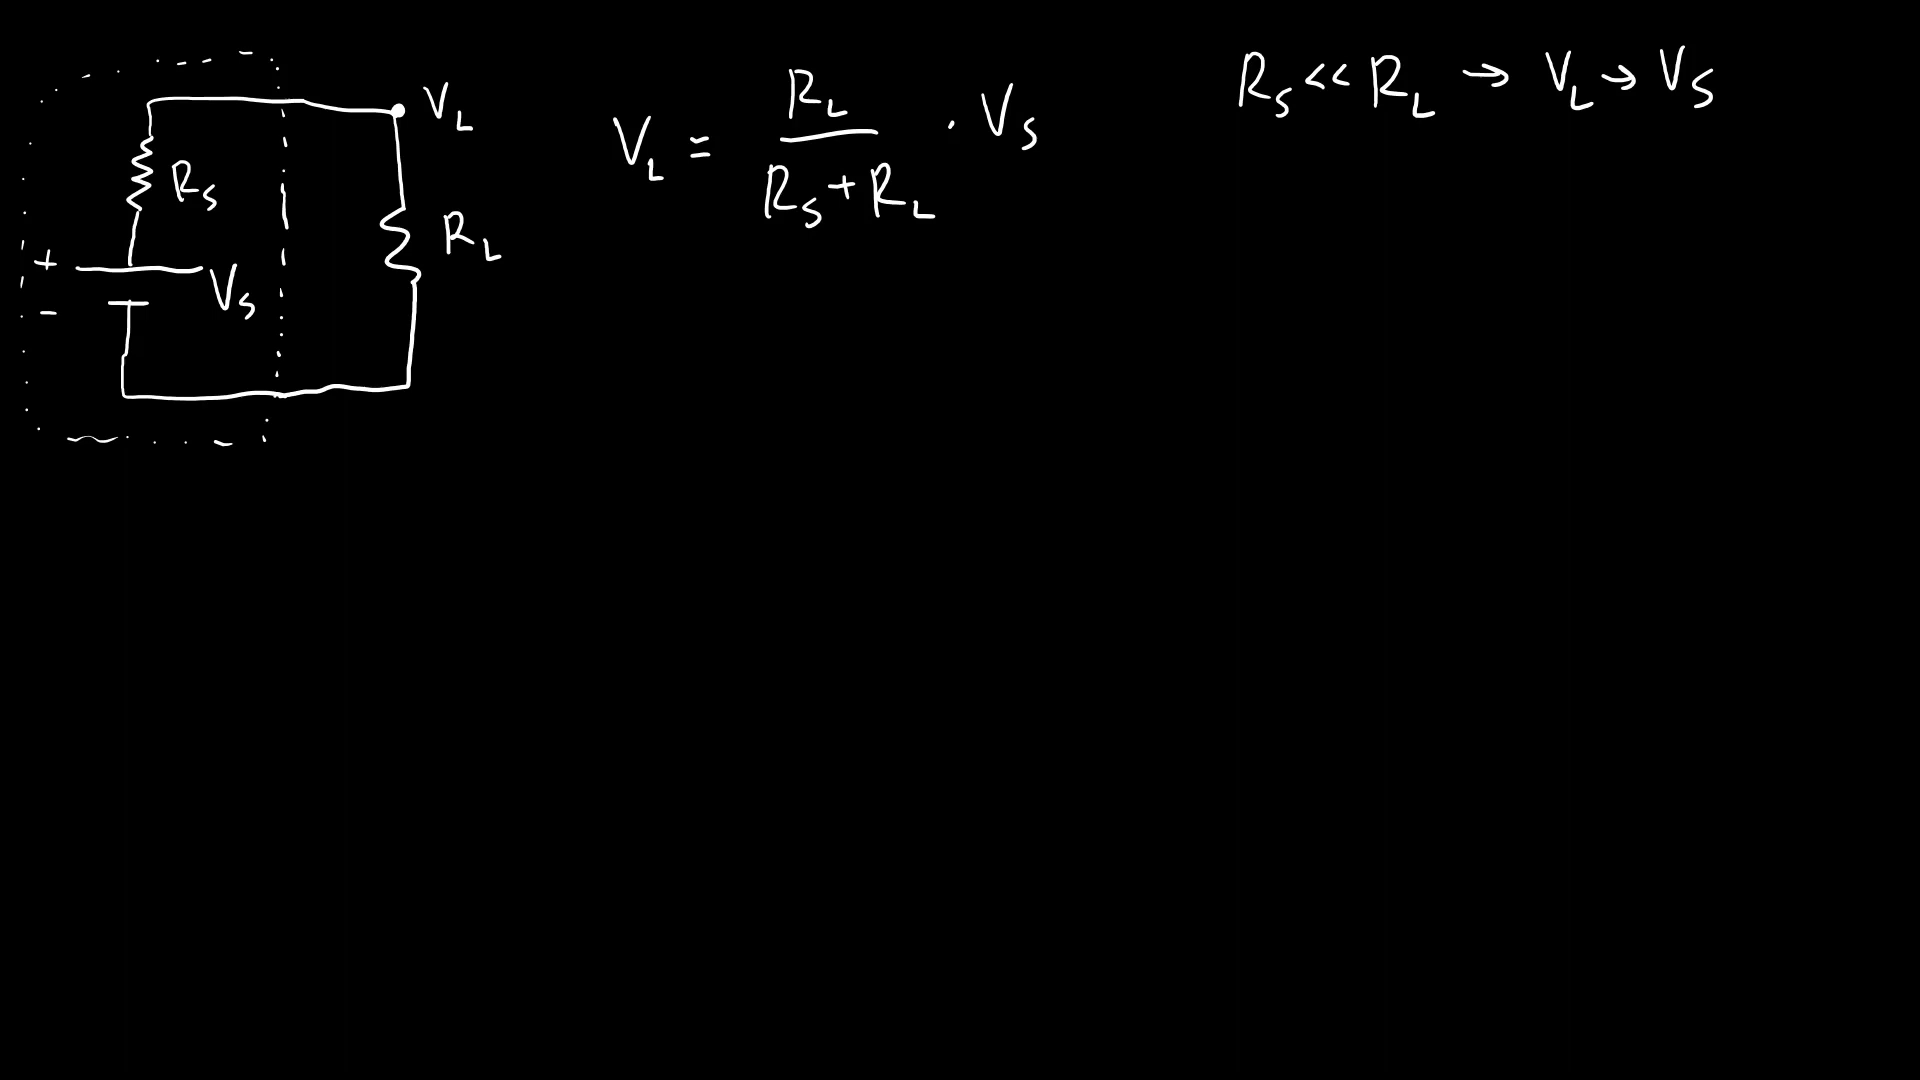 V_L
R_S
R_L
+
V_S
-
V_L = R_L / (R_S + R_L) · V_S
R_S << R_L → V_L → V_S